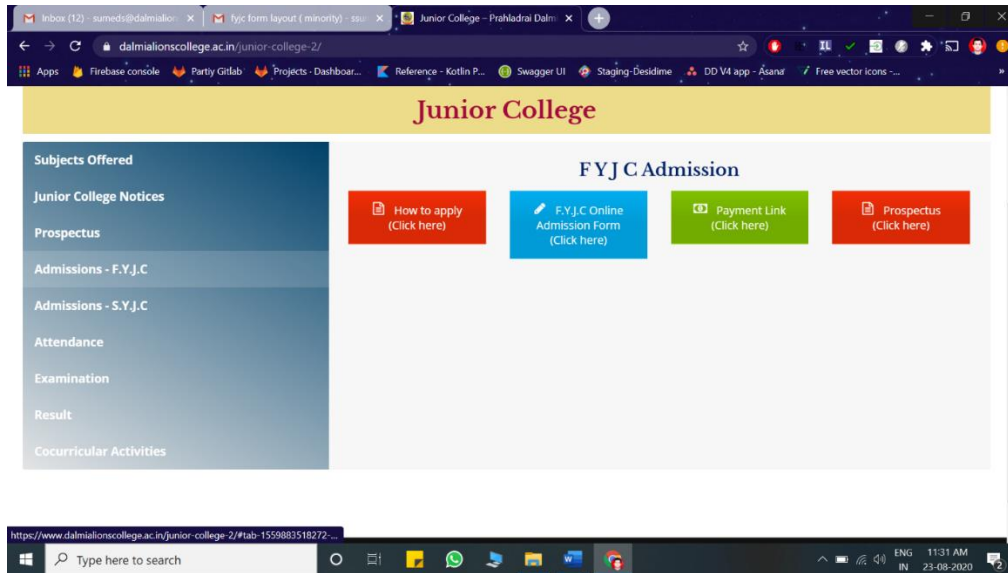 Inbox (12) - sumeds@dalmialion
fyjc form layout ( minority) - ssu
Junior College – Prahladrai Dalm
dalmialionscollege.ac.in/junior-college-2/
Apps
Firebase console
Partiy Gitlab
Projects · Dashboar...
Reference - Kotlin P...
Swagger UI
Staging-Desidime
DD V4 app - Asana
Free vector icons -...
»
Junior College
Subjects Offered
Junior College Notices
Prospectus
Admissions - F.Y.J.C
Admissions - S.Y.J.C
Attendance
Examination
Result
Cocurricular Activities
F Y J C Admission
How to apply
(Click here)
F.Y.J.C Online
Admission Form
(Click here)
Payment Link
(Click here)
Prospectus
(Click here)
https://www.dalmialionscollege.ac.in/junior-college-2/#tab-1559883518272-...
Type here to search
ENG
IN
11:31 AM
23-08-2020